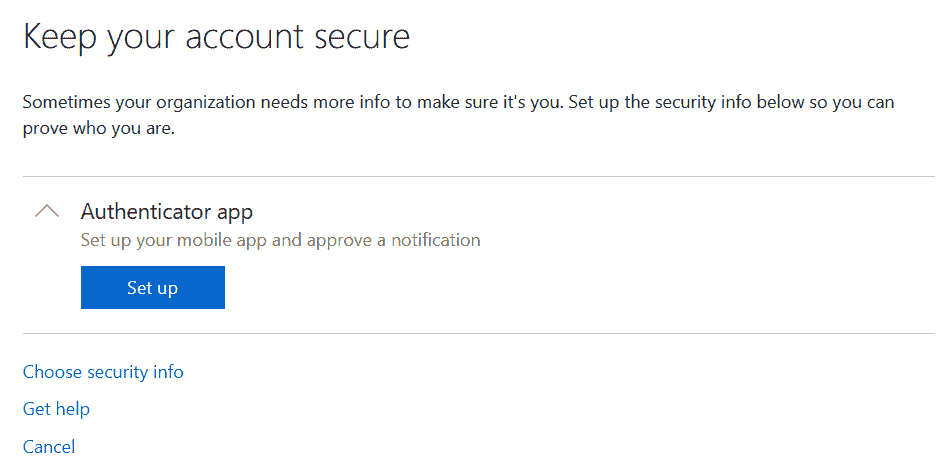 Keep your account secure
Sometimes your organization needs more info to make sure it's you. Set up the security info below so you can
prove who you are.
Authenticator app
Set up your mobile app and approve a notification
Set up
Choose security info
Get help
Cancel